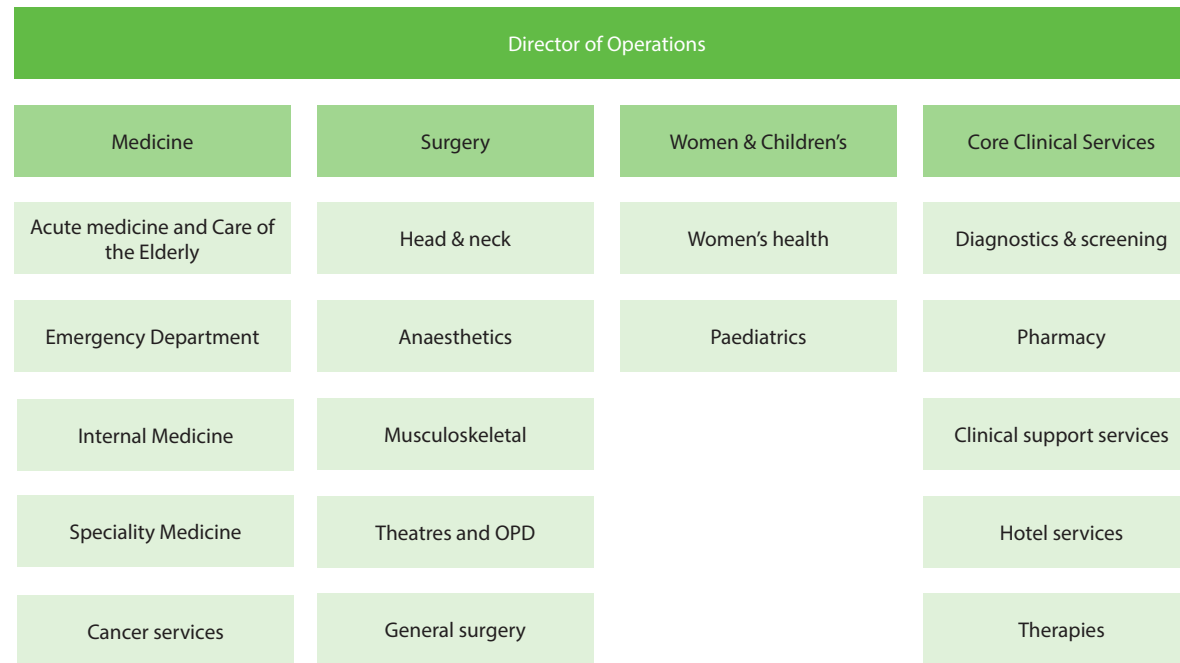 Director of Operations
Medicine
Surgery
Women & Children’s
Core Clinical Services
Acute medicine and Care of
the Elderly
Head & neck
Women’s health
Diagnostics & screening
Emergency Department
Anaesthetics
Paediatrics
Pharmacy
Internal Medicine
Musculoskeletal
Clinical support services
Speciality Medicine
Theatres and OPD
Hotel services
Cancer services
General surgery
Therapies